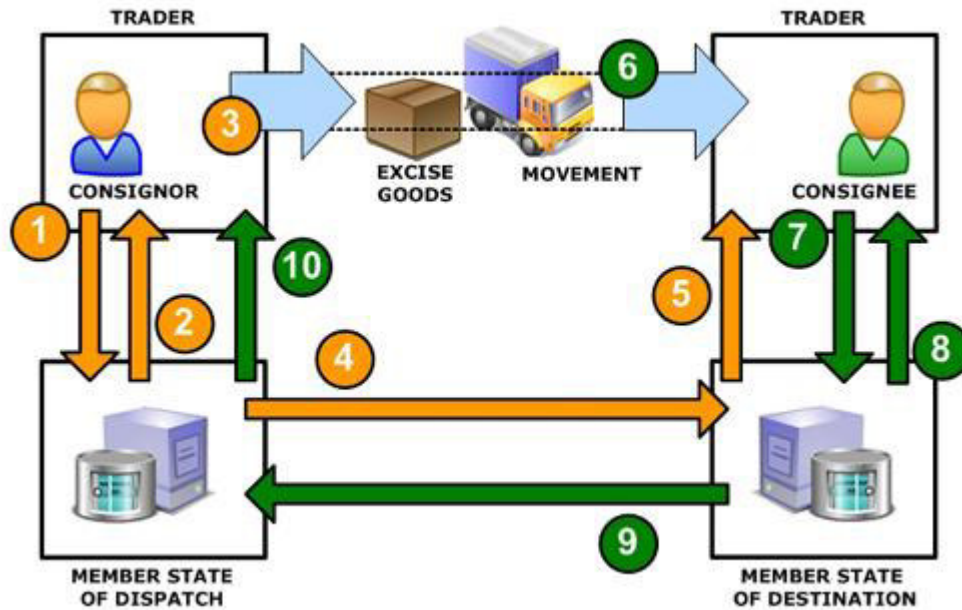 TRADER
TRADER
6
3
EXCISE
GOODS
MOVEMENT
CONSIGNOR
CONSIGNEE
1
7
10
5
2
4
8
9
MEMBER STATE
OF DISPATCH
MEMBER STATE
OF DESTINATION